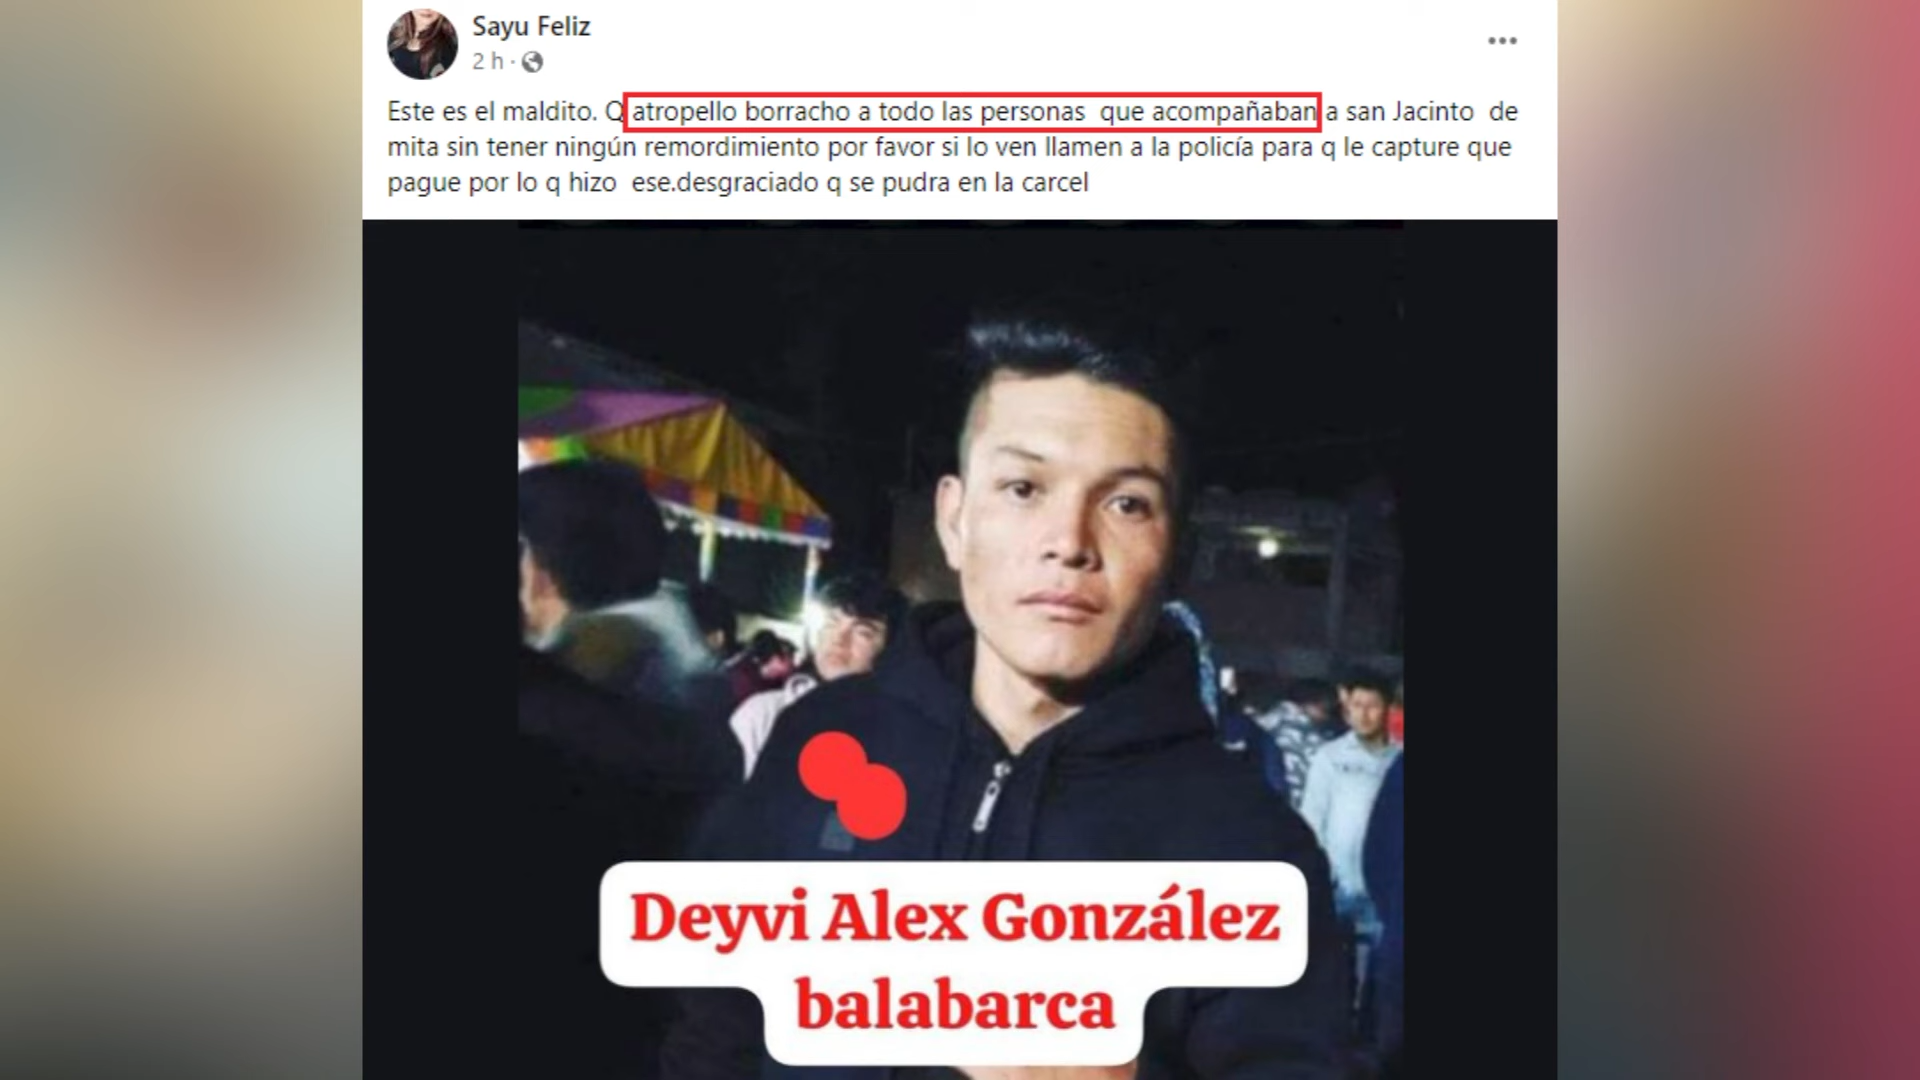 Sayu Feliz
2 h ·
Este es el maldito. Q atropello borracho a todo las personas que acompañaban a san Jacinto de
mita sin tener ningún remordimiento por favor si lo ven llamen a la policía para q le capture que
pague por lo q hizo ese.desgraciado q se pudra en la carcel
Deyvi Alex González
balabarca